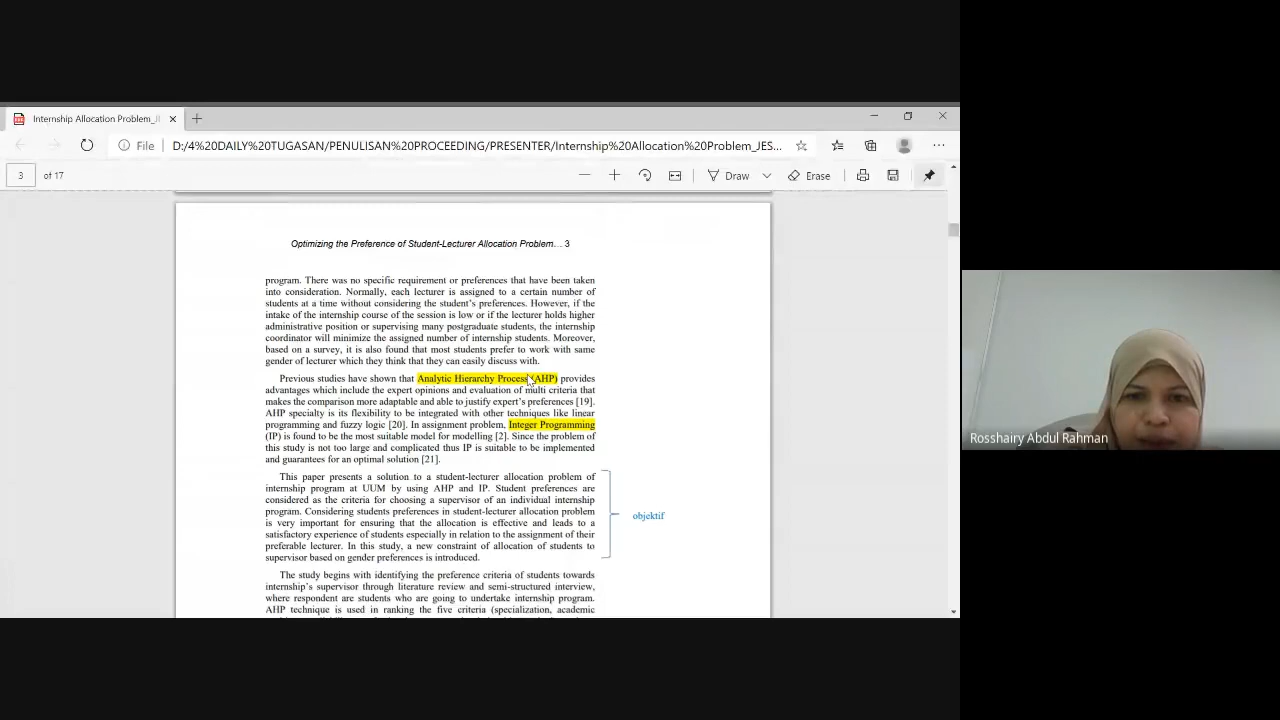 Internship Allocation Problem_JI
File
D:/4%20DAILY%20TUGASAN/PENULISAN%20PROCEEDING/PRESENTER/Internship%20Allocation%20Problem_JES...
3 of 17
Draw
Erase
Optimizing the Preference of Student-Lecturer Allocation Problem… 3
program. There was no specific requirement or preferences that have been taken
into consideration. Normally, each lecturer is assigned to a certain number of
students at a time without considering the student's preferences. However, if the
intake of the internship course of the session is low or if the lecturer holds higher
administrative position or supervising many postgraduate students, the internship
coordinator will minimize the assigned number of internship students. Moreover,
based on a survey, it is also found that most students prefer to work with same
gender of lecturer which they think that they can easily discuss with.
Previous studies have shown that Analytic Hierarchy Process (AHP) provides
advantages which include the expert opinions and evaluation of multi criteria that
makes the comparison more adaptable and able to justify expert's preferences [19].
AHP specialty is its flexibility to be integrated with other techniques like linear
programming and fuzzy logic [20]. In assignment problem, Integer Programming
(IP) is found to be the most suitable model for modelling [2]. Since the problem of
this study is not too large and complicated thus IP is suitable to be implemented
and guarantees for an optimal solution [21].
This paper presents a solution to a student-lecturer allocation problem of
internship program at UUM by using AHP and IP. Student preferences are
considered as the criteria for choosing a supervisor of an individual internship
program. Considering students preferences in student-lecturer allocation problem
is very important for ensuring that the allocation is effective and leads to a
satisfactory experience of students especially in relation to the assignment of their
preferable lecturer. In this study, a new constraint of allocation of students to
supervisor based on gender preferences is introduced.
objektif
The study begins with identifying the preference criteria of students towards
internship's supervisor through literature review and semi-structured interview,
where respondent are students who are going to undertake internship program.
AHP technique is used in ranking the five criteria (specialization, academic
Rosshairy Abdul Rahman